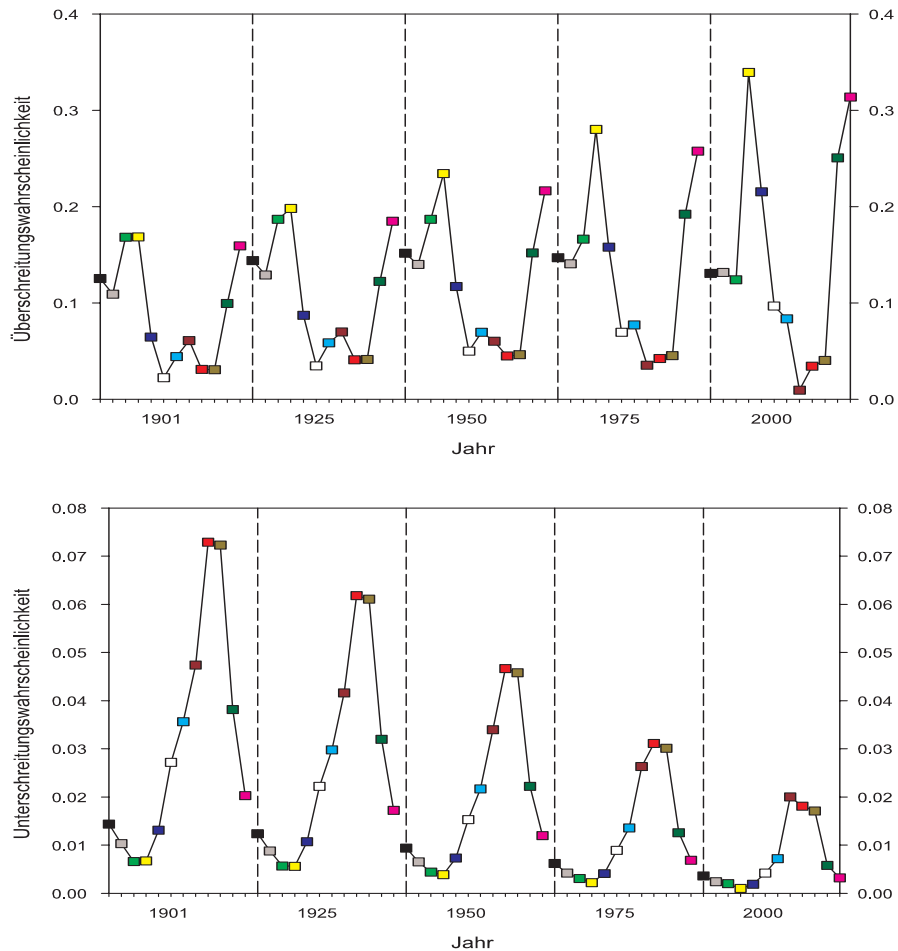 0.4 0.4
0.3 0.3
0.2 0.2
0.1 0.1
0.0 0.0
Überschreitungswahrscheinlichkeit
1901 1925 1950 1975 2000
Jahr
0.08 0.08
0.07 0.07
0.06 0.06
0.05 0.05
0.04 0.04
0.03 0.03
0.02 0.02
0.01 0.01
0.00 0.00
Unterschreitungswahrscheinlichkeit
1901 1925 1950 1975 2000
Jahr